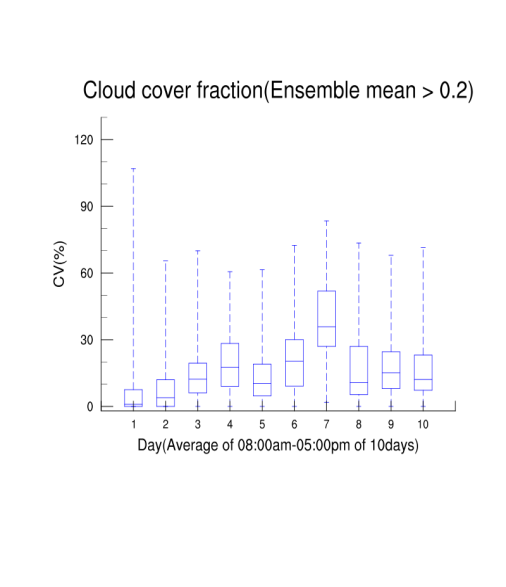 Cloud cover fraction(Ensemble mean > 0.2)
120
90
60
30
0
CV(%)
1 2 3 4 5 6 7 8 9 10
Day(Average of 08:00am-05:00pm of 10days)